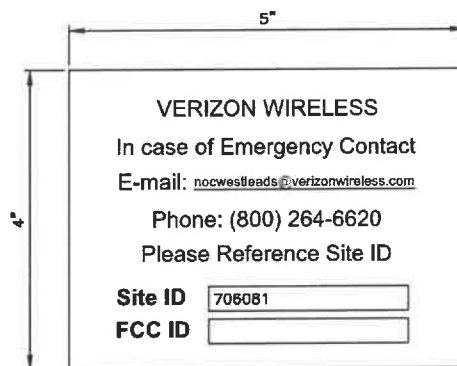 5"
4"
VERIZON WIRELESS
In case of Emergency Contact
E-mail: nocwestleads@verizonwireless.com
Phone: (800) 264-6620
Please Reference Site ID
Site ID 706081
FCC ID